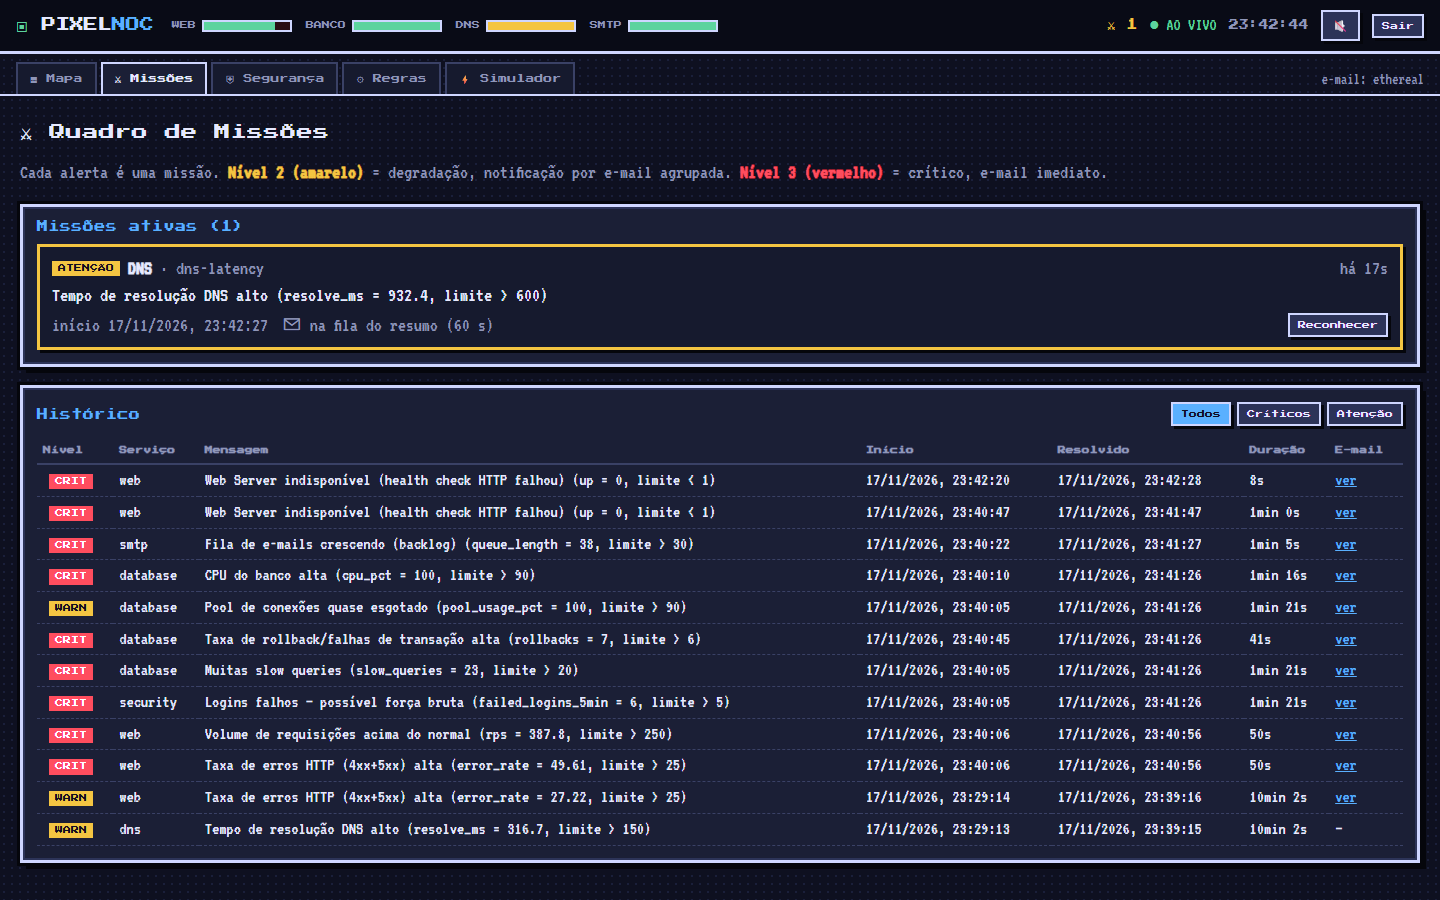 PIXELNOC WEB BANCO DNS SMTP ⚔ 1 ● AO VIVO 23:42:44 Sair
Mapa ⚔ Missões Segurança Regras Simulador e-mail: ethereal
⚔ Quadro de Missões
Cada alerta é uma missão. Nível 2 (amarelo) = degradação, notificação por e-mail agrupada. Nível 3 (vermelho) = crítico, e-mail imediato.
Missões ativas (1)
ATENÇÃO DNS · dns-latency há 17s
Tempo de resolução DNS alto (resolve_ms = 932.4, limite > 600)
início 17/11/2026, 23:42:27 na fila do resumo (60 s) Reconhecer
Histórico Todos Críticos Atenção
Nível Serviço Mensagem Início Resolvido Duração E-mail
CRIT web Web Server indisponível (health check HTTP falhou) (up = 0, limite < 1) 17/11/2026, 23:42:20 17/11/2026, 23:42:28 8s ver
CRIT web Web Server indisponível (health check HTTP falhou) (up = 0, limite < 1) 17/11/2026, 23:40:47 17/11/2026, 23:41:47 1min 0s ver
CRIT smtp Fila de e-mails crescendo (backlog) (queue_length = 38, limite > 30) 17/11/2026, 23:40:22 17/11/2026, 23:41:27 1min 5s ver
CRIT database CPU do banco alta (cpu_pct = 100, limite > 90) 17/11/2026, 23:40:10 17/11/2026, 23:41:26 1min 16s ver
WARN database Pool de conexões quase esgotado (pool_usage_pct = 100, limite > 90) 17/11/2026, 23:40:05 17/11/2026, 23:41:26 1min 21s ver
CRIT database Taxa de rollback/falhas de transação alta (rollbacks = 7, limite > 6) 17/11/2026, 23:40:45 17/11/2026, 23:41:26 41s ver
CRIT database Muitas slow queries (slow_queries = 23, limite > 20) 17/11/2026, 23:40:05 17/11/2026, 23:41:26 1min 21s ver
CRIT security Logins falhos – possível força bruta (failed_logins_5min = 6, limite > 5) 17/11/2026, 23:40:05 17/11/2026, 23:41:26 1min 21s ver
CRIT web Volume de requisições acima do normal (rps = 387.8, limite > 250) 17/11/2026, 23:40:06 17/11/2026, 23:40:56 50s ver
CRIT web Taxa de erros HTTP (4xx+5xx) alta (error_rate = 49.61, limite > 25) 17/11/2026, 23:40:06 17/11/2026, 23:40:56 50s ver
WARN web Taxa de erros HTTP (4xx+5xx) alta (error_rate = 27.22, limite > 25) 17/11/2026, 23:29:14 17/11/2026, 23:39:16 10min 2s ver
WARN dns Tempo de resolução DNS alto (resolve_ms = 316.7, limite > 150) 17/11/2026, 23:29:13 17/11/2026, 23:39:15 10min 2s –